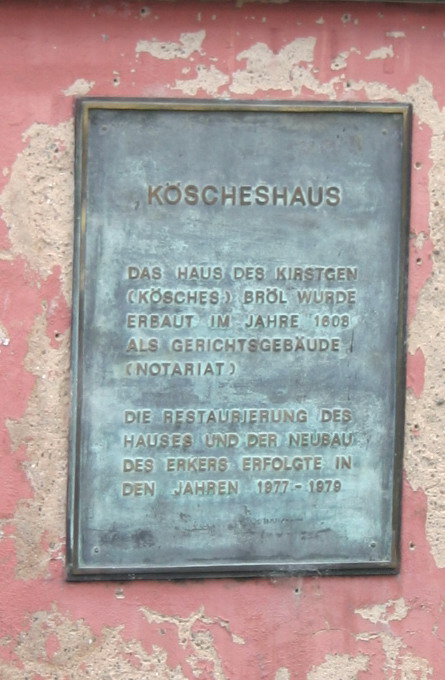 KÖSCHESHAUS
DAS HAUS DES KIRSTGEN
(KÖSCHES) BRÖL WURDE
ERBAUT IM JAHRE 1608
ALS GERICHTSGEBÄUDE
(NOTARIAT)
DIE RESTAURIERUNG DES
HAUSES UND DER NEUBAU
DES ERKERS ERFOLGTE IN
DEN JAHREN 1977-1979